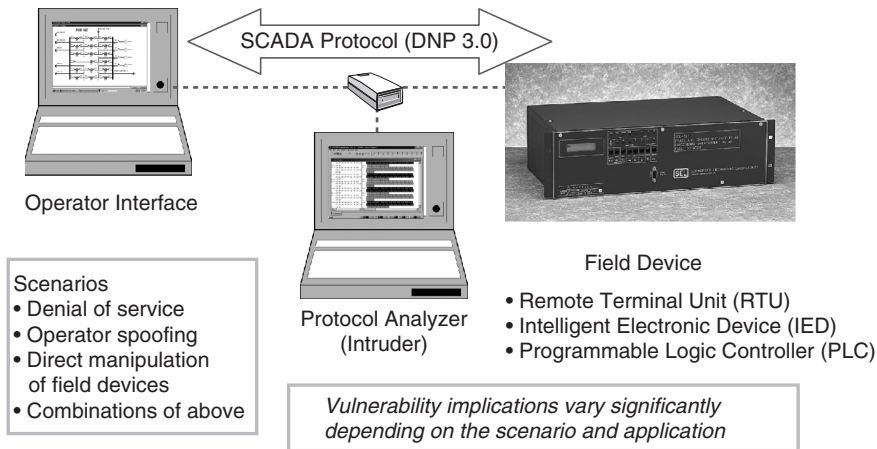 SCADA Protocol (DNP 3.0)
Operator Interface
Protocol Analyzer
(Intruder)
Field Device
• Remote Terminal Unit (RTU)
• Intelligent Electronic Device (IED)
• Programmable Logic Controller (PLC)
Scenarios
• Denial of service
• Operator spoofing
• Direct manipulation
of field devices
• Combinations of above
Vulnerability implications vary significantly
depending on the scenario and application